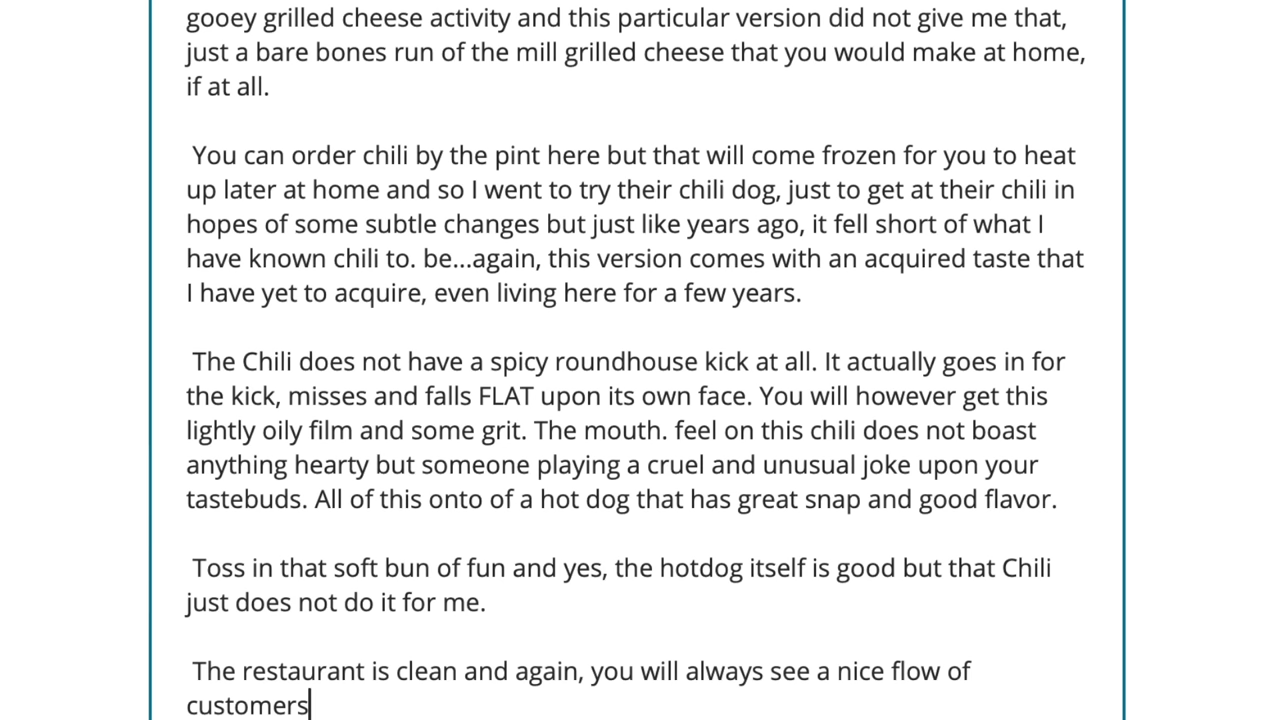 gooey grilled cheese activity and this particular version did not give me that,
just a bare bones run of the mill grilled cheese that you would make at home,
if at all.
You can order chili by the pint here but that will come frozen for you to heat
up later at home and so I went to try their chili dog, just to get at their chili in
hopes of some subtle changes but just like years ago, it fell short of what I
have known chili to. be...again, this version comes with an acquired taste that
I have yet to acquire, even living here for a few years.
The Chili does not have a spicy roundhouse kick at all. It actually goes in for
the kick, misses and falls FLAT upon its own face. You will however get this
lightly oily film and some grit. The mouth. feel on this chili does not boast
anything hearty but someone playing a cruel and unusual joke upon your
tastebuds. All of this onto of a hot dog that has great snap and good flavor.
Toss in that soft bun of fun and yes, the hotdog itself is good but that Chili
just does not do it for me.
The restaurant is clean and again, you will always see a nice flow of
customers